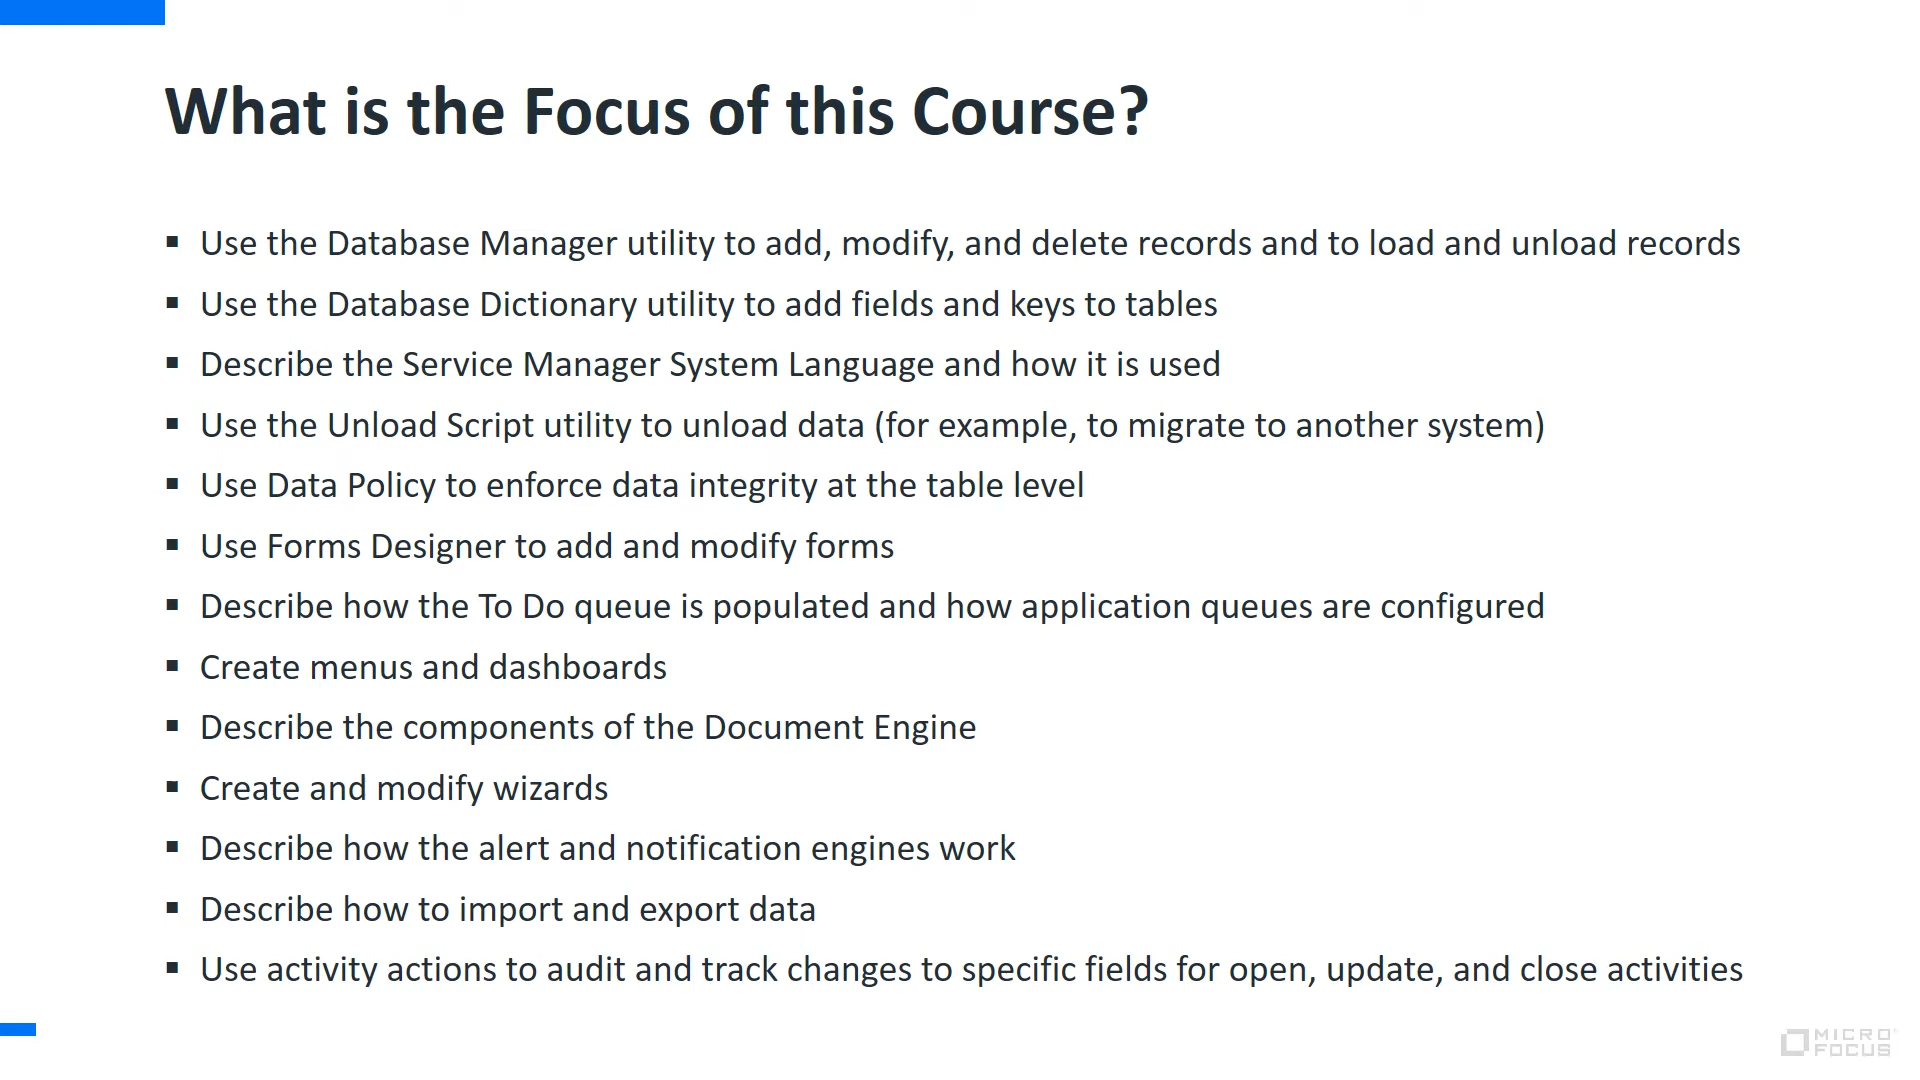 What is the Focus of this Course?
▪ Use the Database Manager utility to add, modify, and delete records and to load and unload records
▪ Use the Database Dictionary utility to add fields and keys to tables
▪ Describe the Service Manager System Language and how it is used
▪ Use the Unload Script utility to unload data (for example, to migrate to another system)
▪ Use Data Policy to enforce data integrity at the table level
▪ Use Forms Designer to add and modify forms
▪ Describe how the To Do queue is populated and how application queues are configured
▪ Create menus and dashboards
▪ Describe the components of the Document Engine
▪ Create and modify wizards
▪ Describe how the alert and notification engines work
▪ Describe how to import and export data
▪ Use activity actions to audit and track changes to specific fields for open, update, and close activities
MICRO
FOCUS